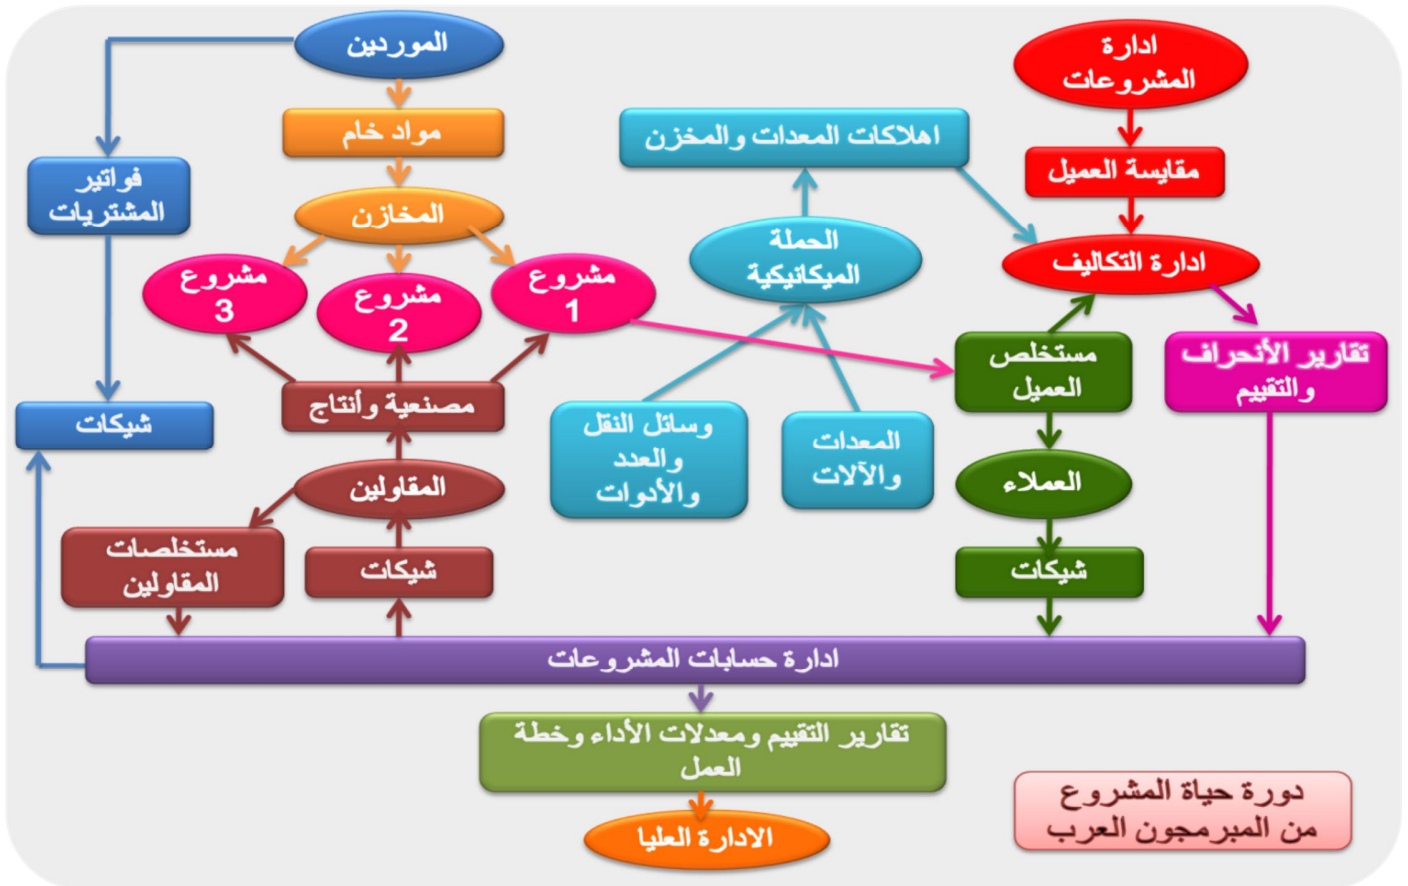 الموردين
ادارة
المشروعات
مواد خام
اهلاكات المعدات والمخزن
مقايسة العميل
فواتير
المشتريات
المخازن
الحملة
الميكانيكية
ادارة التكاليف
مشروع
1
مشروع
2
مشروع
3
مستخلص
العميل
تقارير الأنحراف
والتقييم
شيكات
مصنعية وأنتاج
وسائل النقل
والعدد
والأدوات
المعدات
والآلات
المقاولين
العملاء
مستخلصات
المقاولين
شيكات
شيكات
ادارة حسابات المشروعات
تقارير التقييم ومعدلات الأداء وخطة
العمل
الادارة العليا
دورة حياة المشروع
من المبرمجون العرب